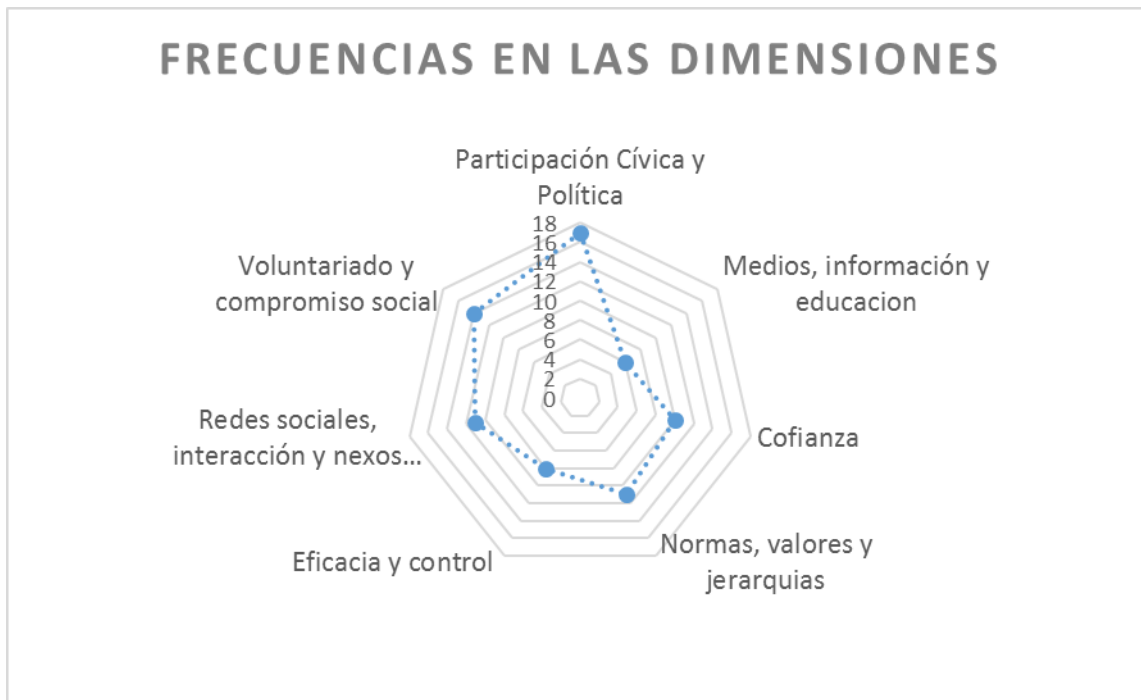 FRECUENCIAS EN LAS DIMENSIONES
Participación Cívica y
Política
18
16
14
12
10
8
6
4
2
0
Medios, información y
educacion
Cofianza
Normas, valores y
jerarquias
Eficacia y control
Redes sociales,
interacción y nexos...
Voluntariado y
compromiso social